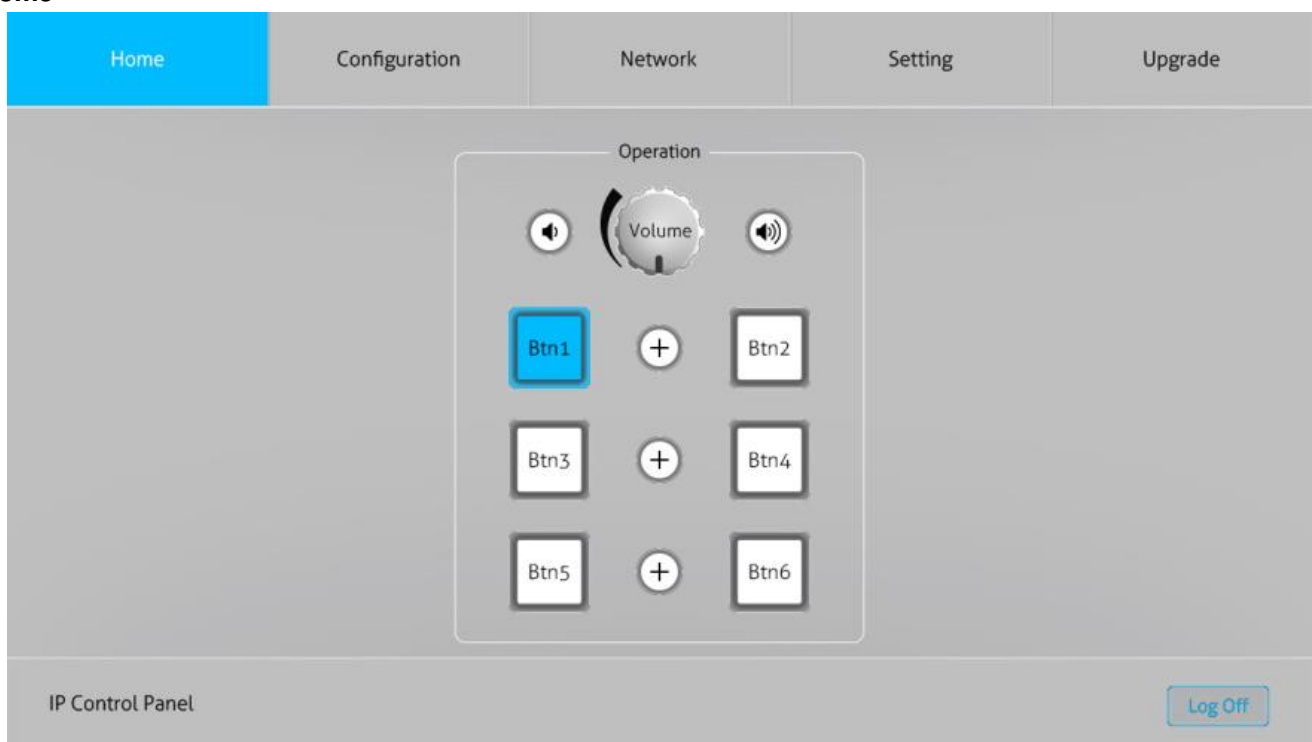 Home Configuration Network Setting Upgrade
Operation
Volume
Btn1 + Btn2
Btn3 + Btn4
Btn5 + Btn6
IP Control Panel Log Off